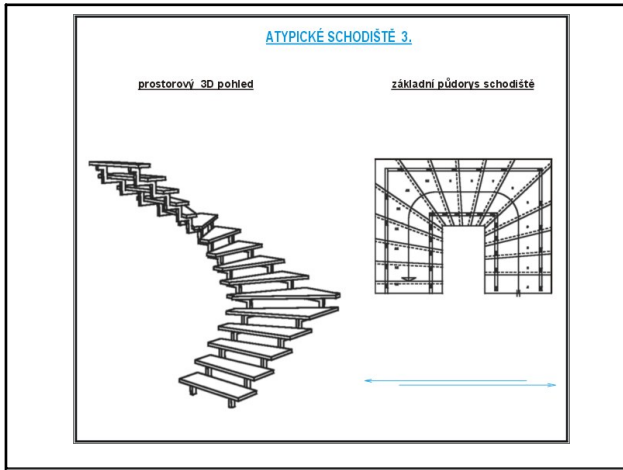 ATYPICKÉ SCHODIŠTĚ 3.
prostorový 3D pohled
základní půdorys schodiště